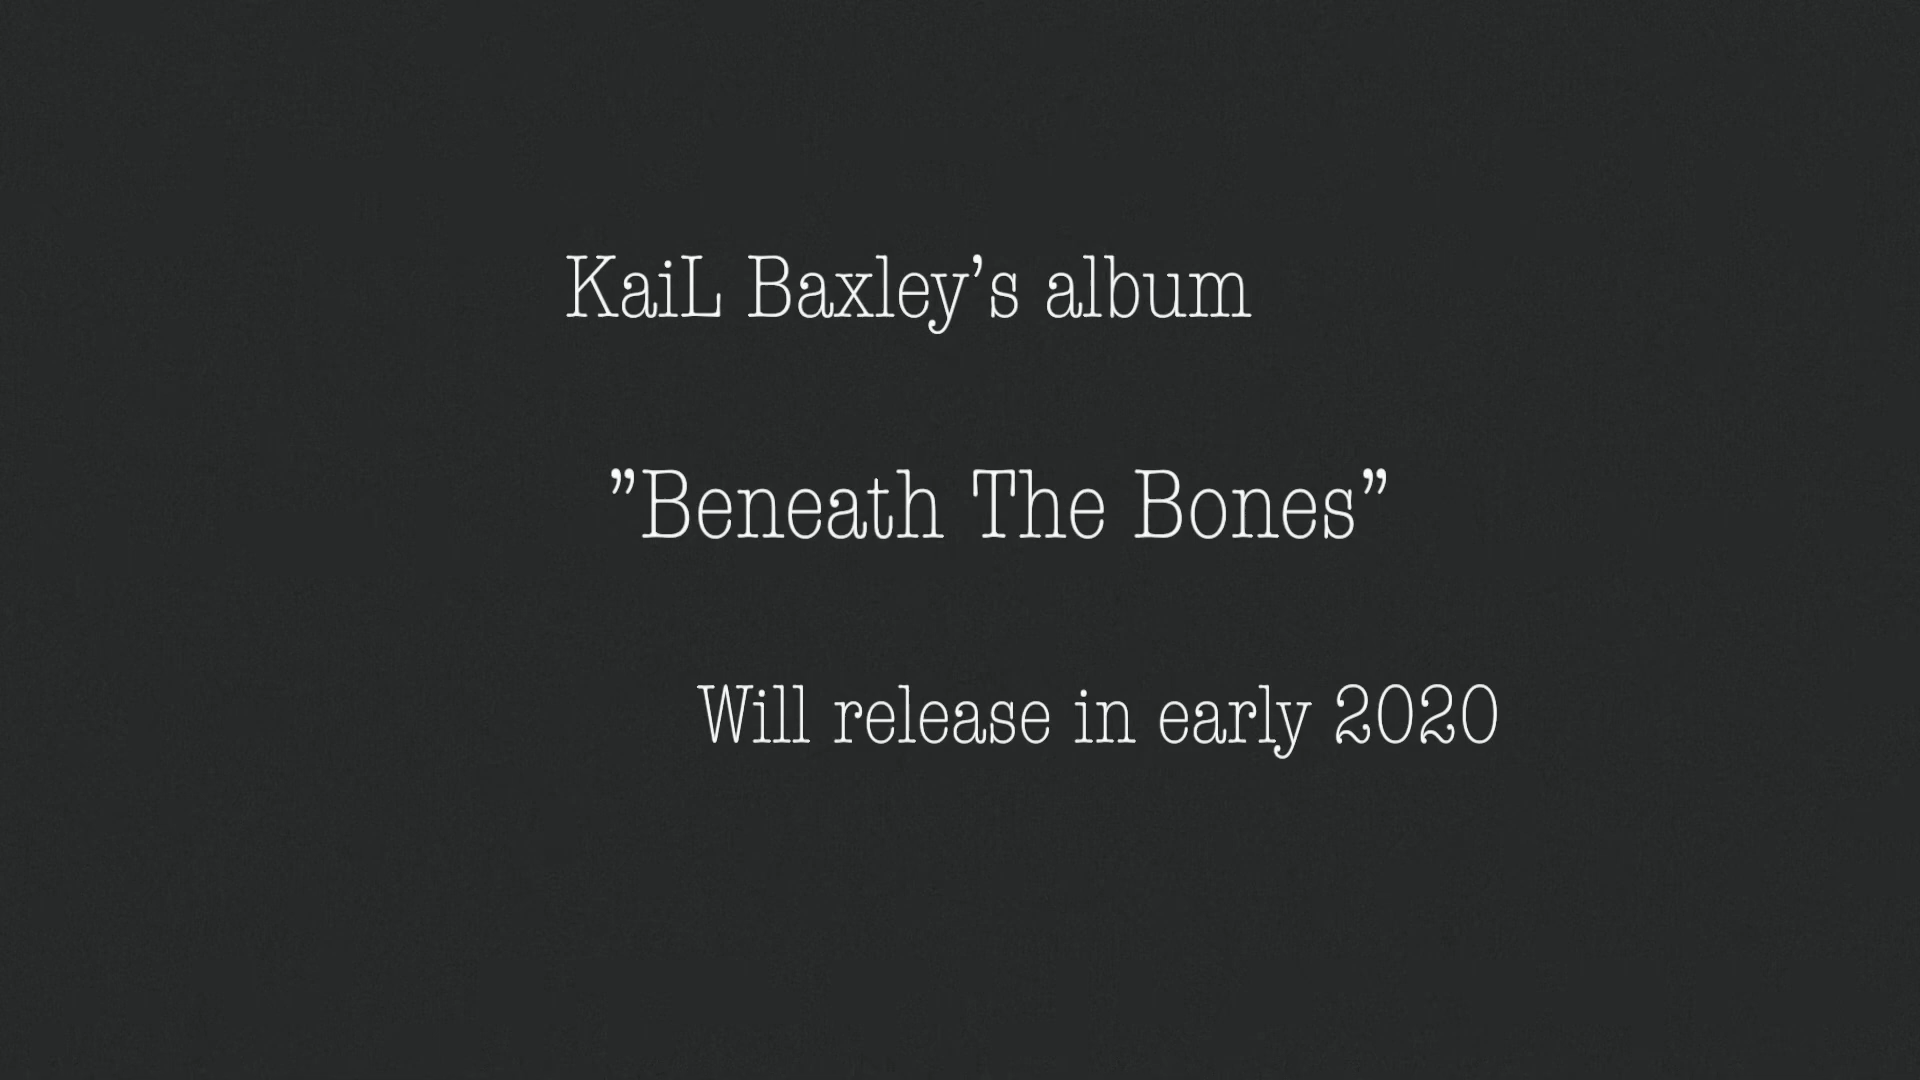 KaiL Baxley’s album
”Beneath The Bones”
Will release in early 2020